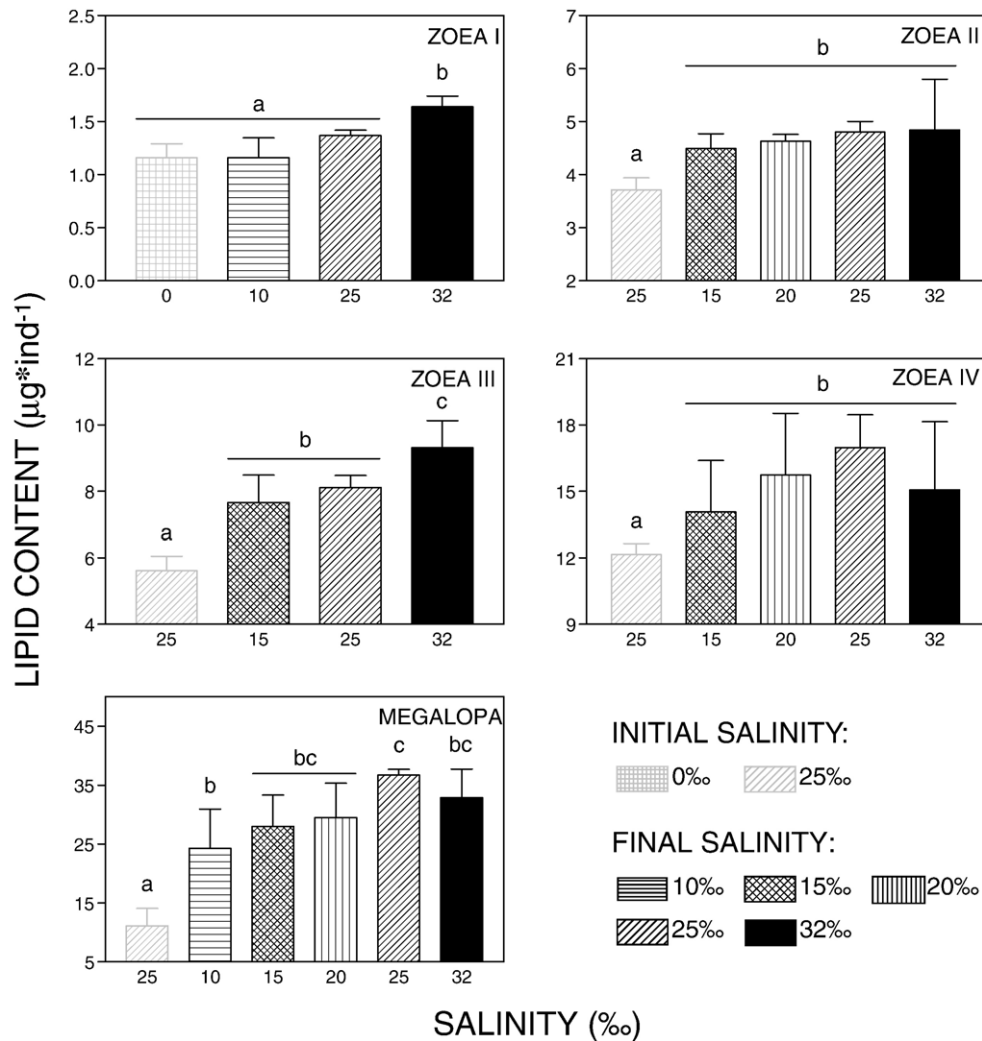 LIPID CONTENT (µg*ind-1)
ZOEA I
2.5
2.0
1.5
1.0
0.5
0.0
a
b
0 10 25 32
ZOEA II
7
6
5
4
3
2
a
b
25 15 20 25 32
ZOEA III
12
10
8
6
4
a
b
c
25 15 25 32
ZOEA IV
21
18
15
12
9
a
b
25 15 20 25 32
MEGALOPA
45
35
25
15
5
a
b
bc
c
bc
25 10 15 20 25 32
SALINITY (‰)
INITIAL SALINITY:
0‰ 25‰
FINAL SALINITY:
10‰ 15‰ 20‰
25‰ 32‰